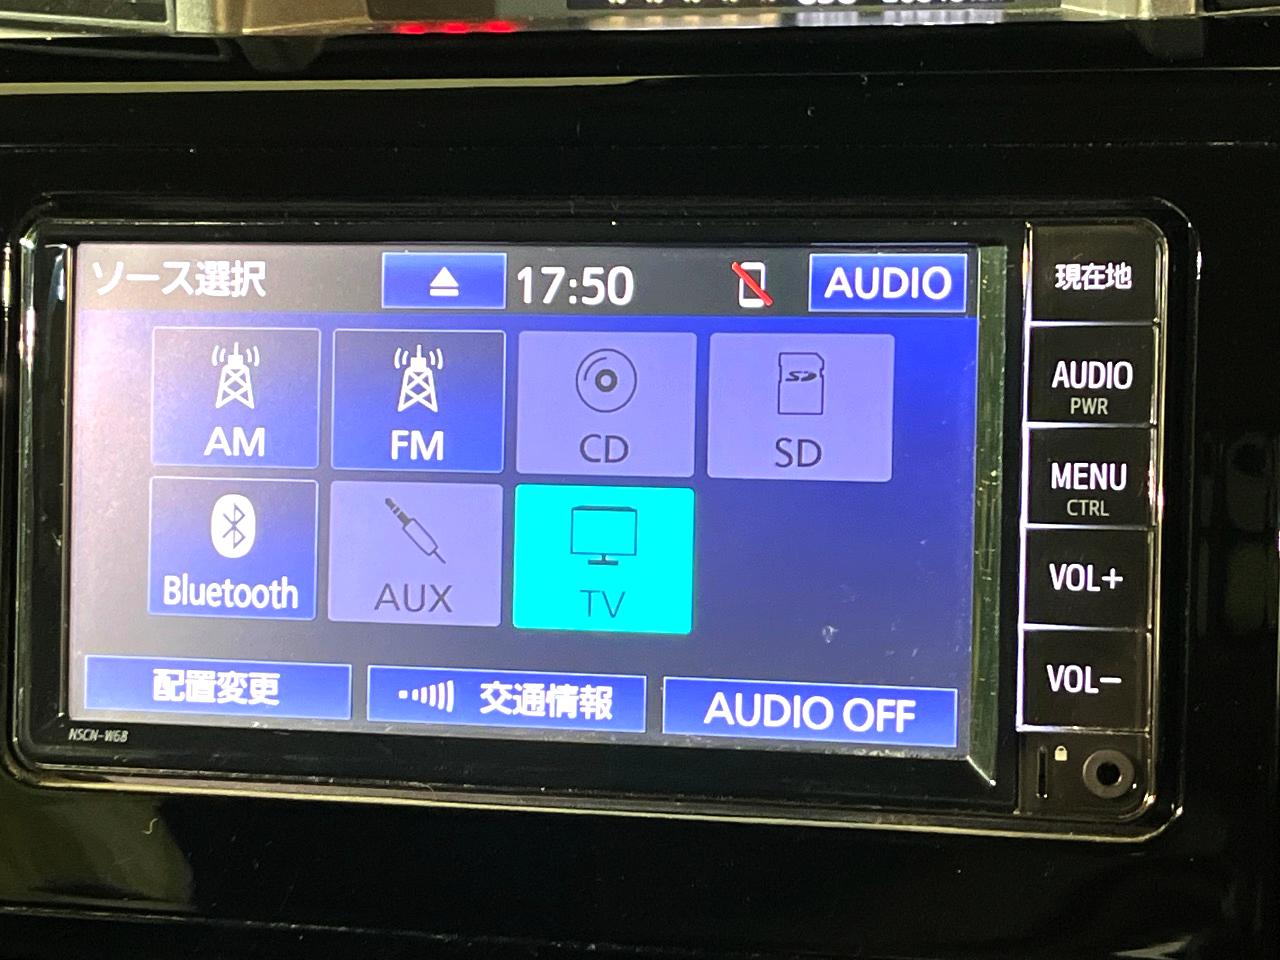 ソース選択
17:50
AUDIO
AM
FM
CD
SD
SD
Bluetooth
AUX
TV
配置変更
交通情報
AUDIO OFF
NSCN-W68
現在地
AUDIO
PWR
MENU
CTRL
VOL+
VOL−